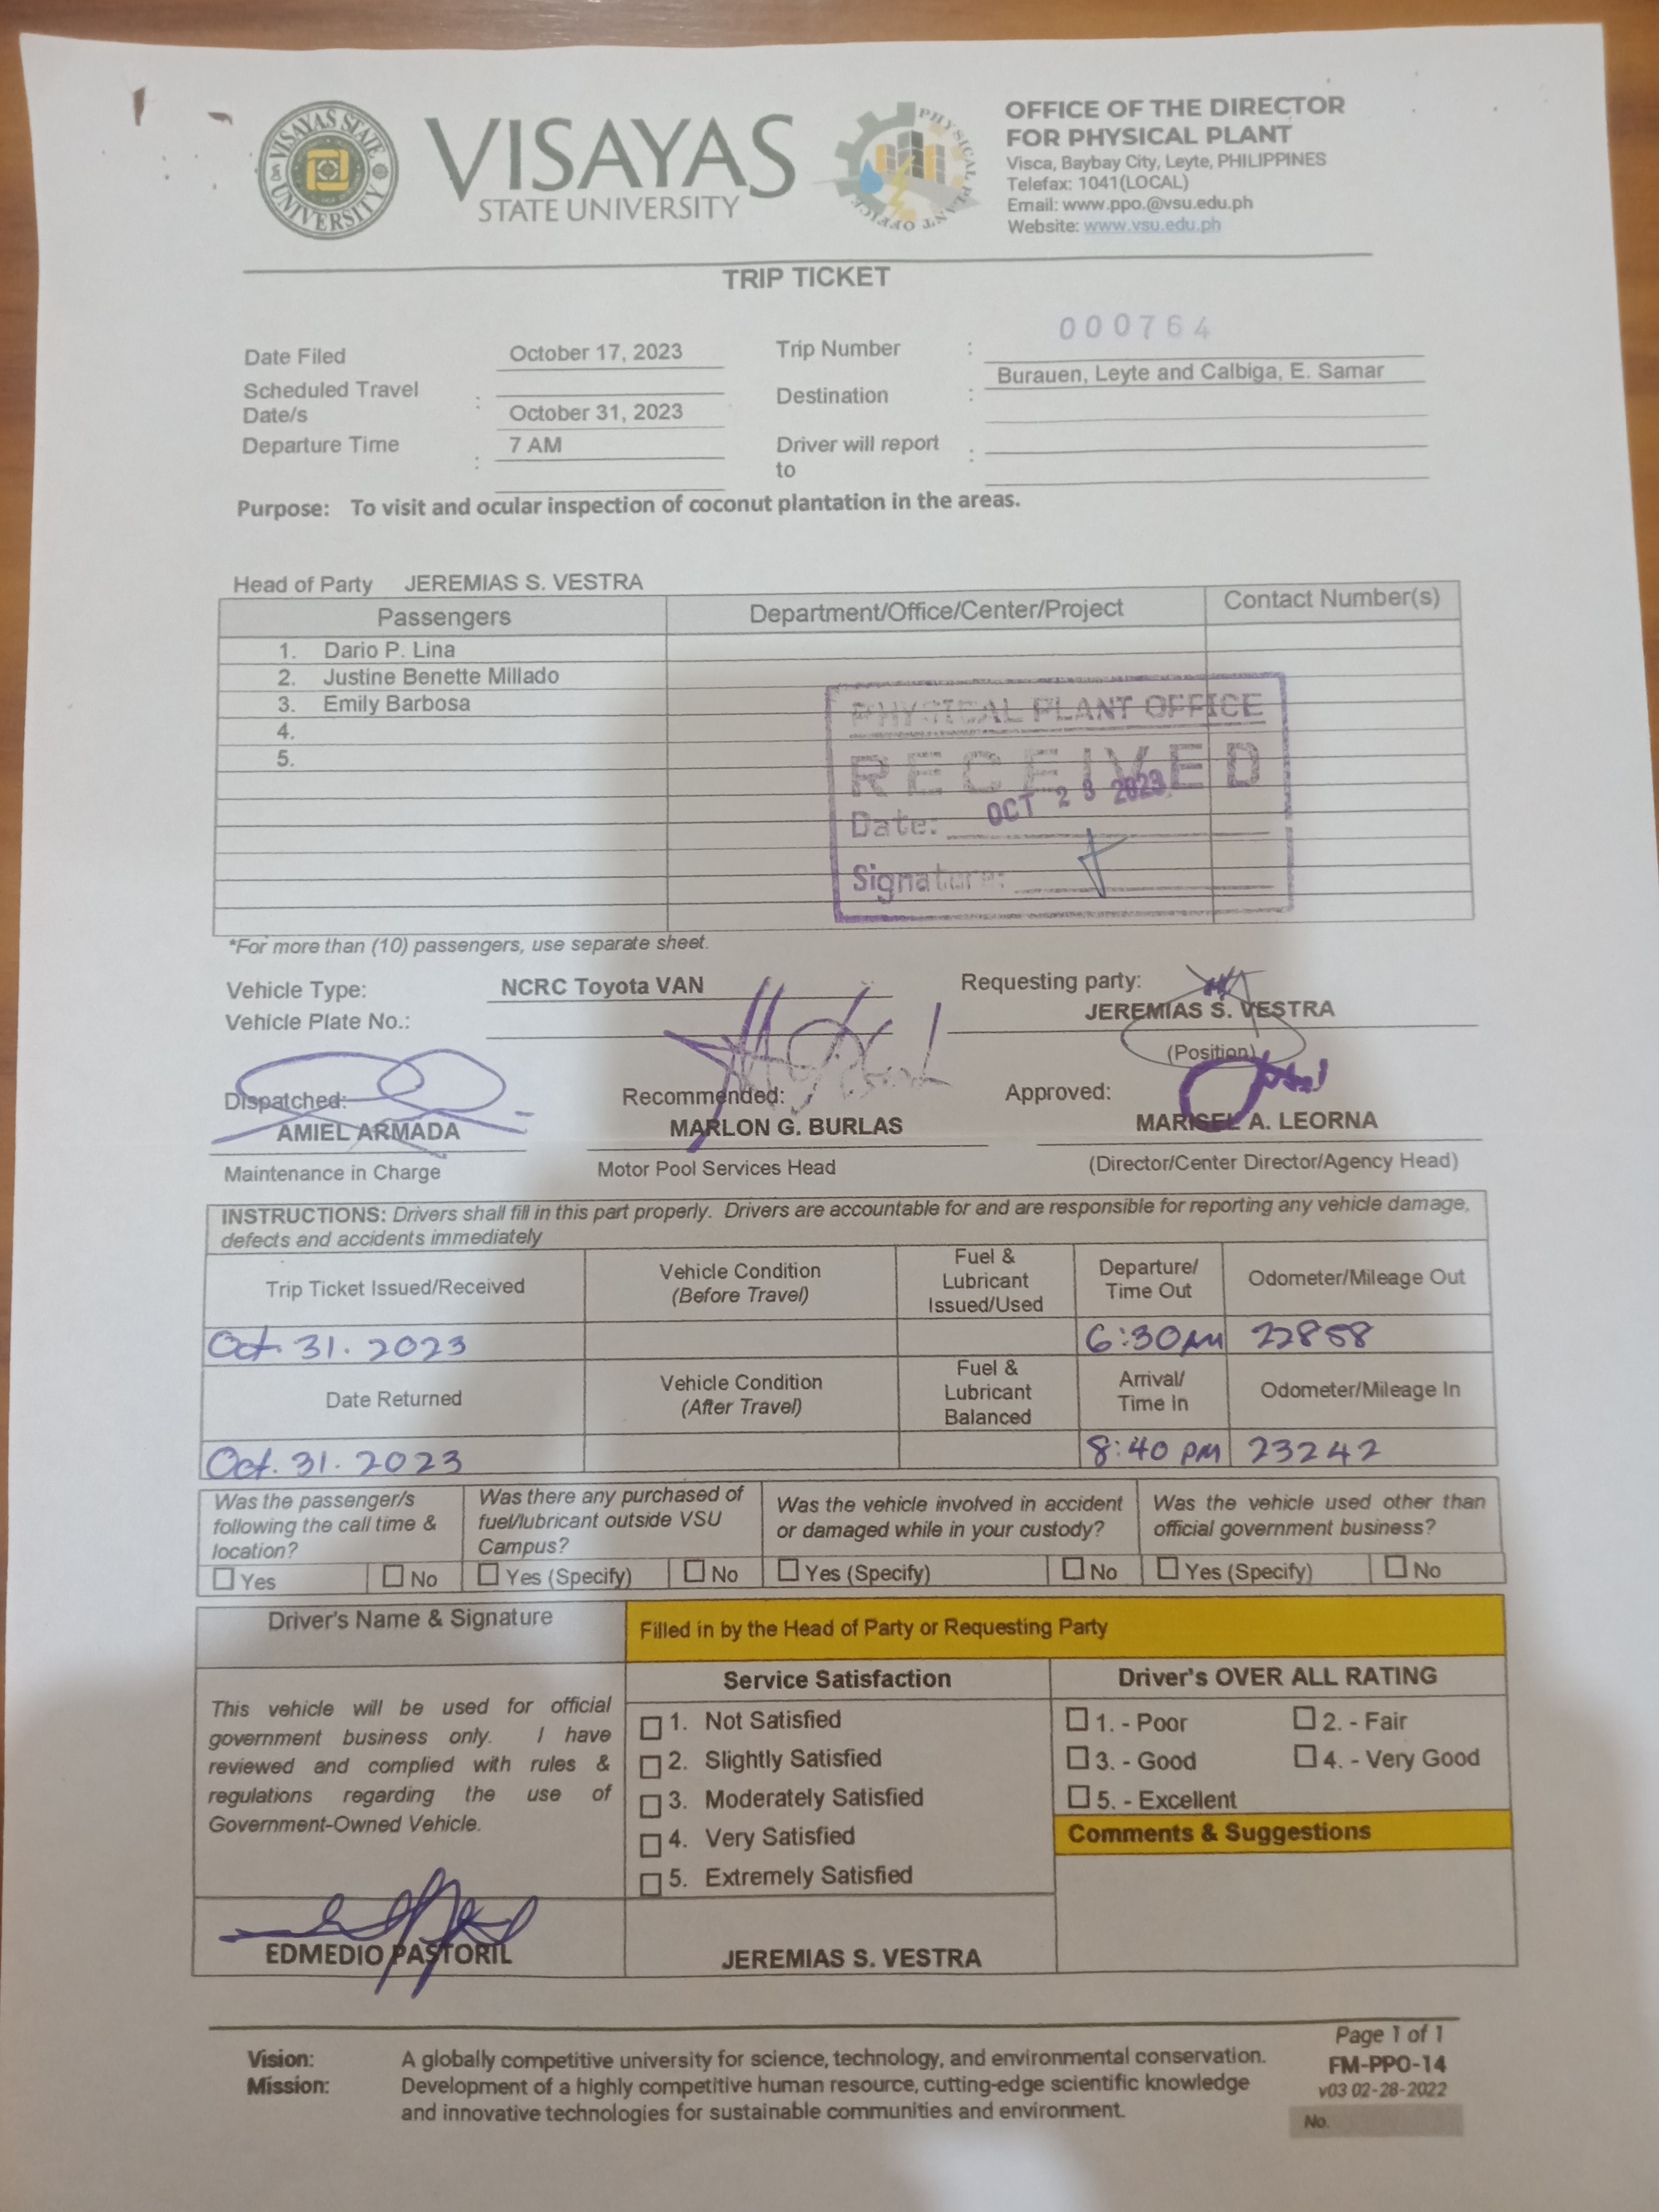 VISAYAS STATE UNIVERSITY
VISAYAS
STATE UNIVERSITY
PHYSICAL PLANT OFFICE
OFFICE OF THE DIRECTOR
FOR PHYSICAL PLANT
Visca, Baybay City, Leyte, PHILIPPINES
Telefax: 1041(LOCAL)
Email: www.ppo.@vsu.edu.ph
Website: www.vsu.edu.ph
TRIP TICKET
000764
Date Filed October 17, 2023 Trip Number :
Scheduled Travel Date/s : October 31, 2023 Destination : Burauen, Leyte and Calbiga, E. Samar
Departure Time : 7 AM Driver will report to :
Purpose: To visit and ocular inspection of coconut plantation in the areas.
Head of Party JEREMIAS S. VESTRA
Passengers Department/Office/Center/Project Contact Number(s)
1. Dario P. Lina
2. Justine Benette Millado
3. Emily Barbosa
4.
5.
PHYSICAL PLANT OFFICE
RECEIVED
Date: OCT 23 2023
Signature:
*For more than (10) passengers, use separate sheet.
Vehicle Type: NCRC Toyota VAN Requesting party:
Vehicle Plate No.: JEREMIAS S. VESTRA
(Position)
Dispatched: Recommended: Approved:
AMIEL ARMADA MARLON G. BURLAS MARISEL A. LEORNA
Maintenance in Charge Motor Pool Services Head (Director/Center Director/Agency Head)
INSTRUCTIONS: Drivers shall fill in this part properly. Drivers are accountable for and are responsible for reporting any vehicle damage,
defects and accidents immediately
Trip Ticket Issued/Received Vehicle Condition (Before Travel) Fuel & Lubricant Issued/Used Departure/ Time Out Odometer/Mileage Out
Oct. 31. 2023 6:30AM 22858
Date Returned Vehicle Condition (After Travel) Fuel & Lubricant Balanced Arrival/ Time In Odometer/Mileage In
Oct. 31. 2023 8:40 PM 23242
Was the passenger/s following the call time & location? Was there any purchased of fuel/lubricant outside VSU Campus? Was the vehicle involved in accident or damaged while in your custody? Was the vehicle used other than official government business?
Yes No Yes (Specify) No Yes (Specify) No Yes (Specify) No
Driver's Name & Signature Filled in by the Head of Party or Requesting Party
This vehicle will be used for official
government business only. I have
reviewed and complied with rules &
regulations regarding the use of
Government-Owned Vehicle.
EDMEDIO PASTORIL
Service Satisfaction
1. Not Satisfied
2. Slightly Satisfied
3. Moderately Satisfied
4. Very Satisfied
5. Extremely Satisfied
JEREMIAS S. VESTRA
Driver's OVER ALL RATING
1. - Poor 2. - Fair
3. - Good 4. - Very Good
5. - Excellent
Comments & Suggestions
Vision: A globally competitive university for science, technology, and environmental conservation.
Mission: Development of a highly competitive human resource, cutting-edge scientific knowledge
and innovative technologies for sustainable communities and environment.
Page 1 of 1
FM-PPO-14
v03 02-28-2022
No.